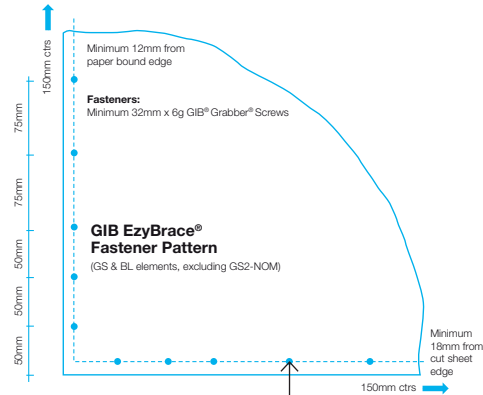 150mm ctrs
Minimum 12mm from
paper bound edge
Fasteners:
Minimum 32mm x 6g GIB® Grabber® Screws
75mm
75mm
50mm
50mm
50mm
GIB EzyBrace®
Fastener Pattern
(GS & BL elements, excluding GS2-NOM)
Minimum
18mm from
cut sheet
edge
150mm ctrs